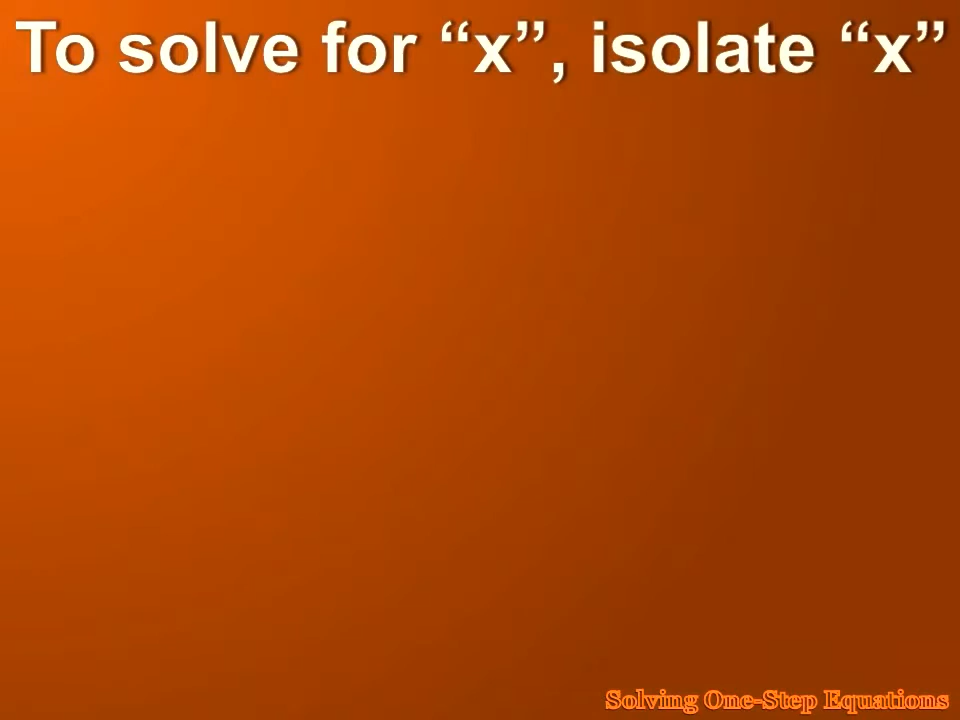 To solve for “x”, isolate “x”
Solving One-Step Equations